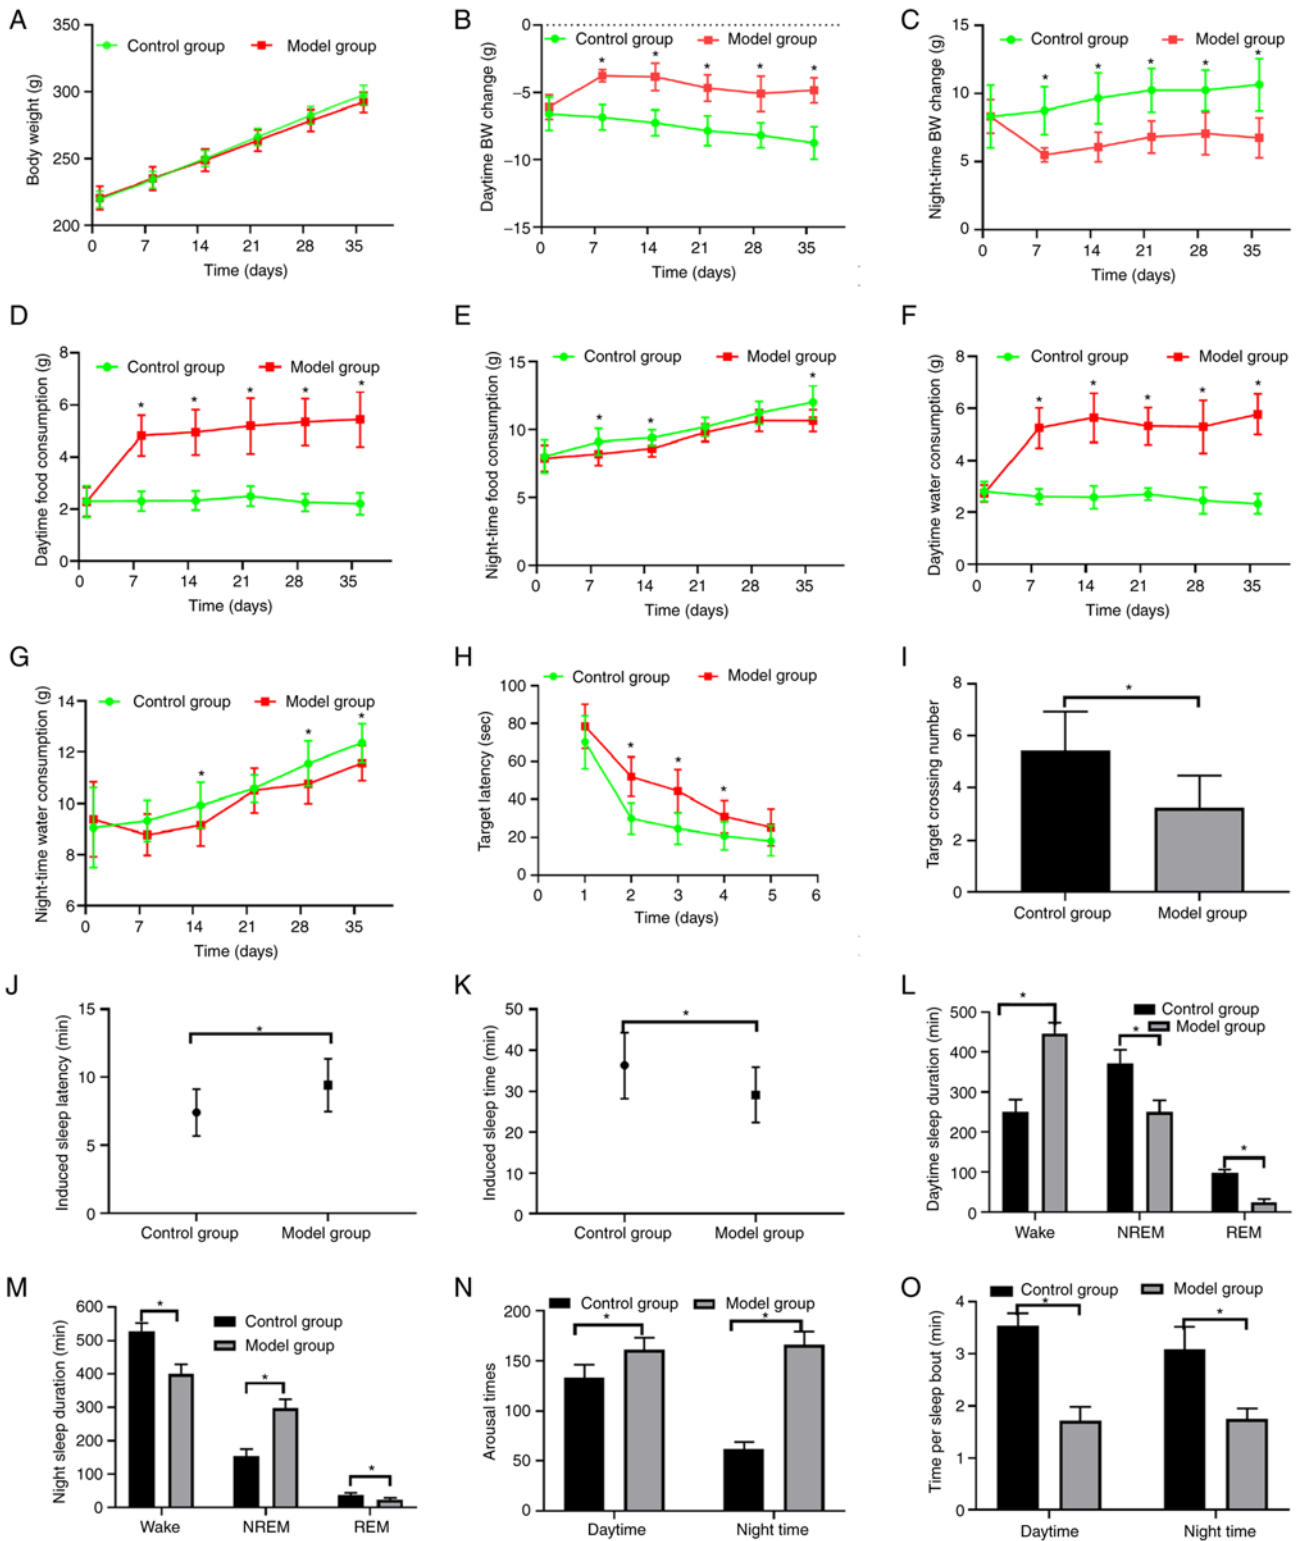 A
Control group
Model group
Body weight (g)
350
300
250
200
0 7 14 21 28 35
Time (days)
B
Control group
Model group
Daytime BW change (g)
0
−5
−10
−15
* * * * *
0 7 14 21 28 35
Time (days)
C
Control group
Model group
Night-time BW change (g)
15
10
5
0
* * * * *
0 7 14 21 28 35
Time (days)
D
Control group
Model group
Daytime food consumption (g)
8
6
4
2
0
* * * * *
0 7 14 21 28 35
Time (days)
E
Control group
Model group
Night-time food consumption (g)
15
10
5
0
* * *
0 7 14 21 28 35
Time (days)
F
Control group
Model group
Daytime water consumption (g)
8
6
4
2
0
* * * * *
0 7 14 21 28 35
Time (days)
G
Control group
Model group
Night-time water consumption (g)
14
12
10
8
6
* * *
0 7 14 21 28 35
Time (days)
H
Control group
Model group
Target latency (sec)
100
80
60
40
20
0
* * *
0 1 2 3 4 5 6
Time (days)
I
Target crossing number
8
6
4
2
0
*
Control group Model group
J
Induced sleep latency (min)
15
10
5
0
*
Control group Model group
K
Induced sleep time (min)
50
40
30
20
10
0
*
Control group Model group
L
Control group
Model group
Daytime sleep duration (min)
500
400
300
200
100
0
* * *
Wake NREM REM
M
Control group
Model group
Night sleep duration (min)
600
500
400
300
200
100
0
* * *
Wake NREM REM
N
Control group
Model group
Arousal times
200
150
100
50
0
* *
Daytime Night time
O
Control group
Model group
Time per sleep bout (min)
4
3
2
1
0
* *
Daytime Night time